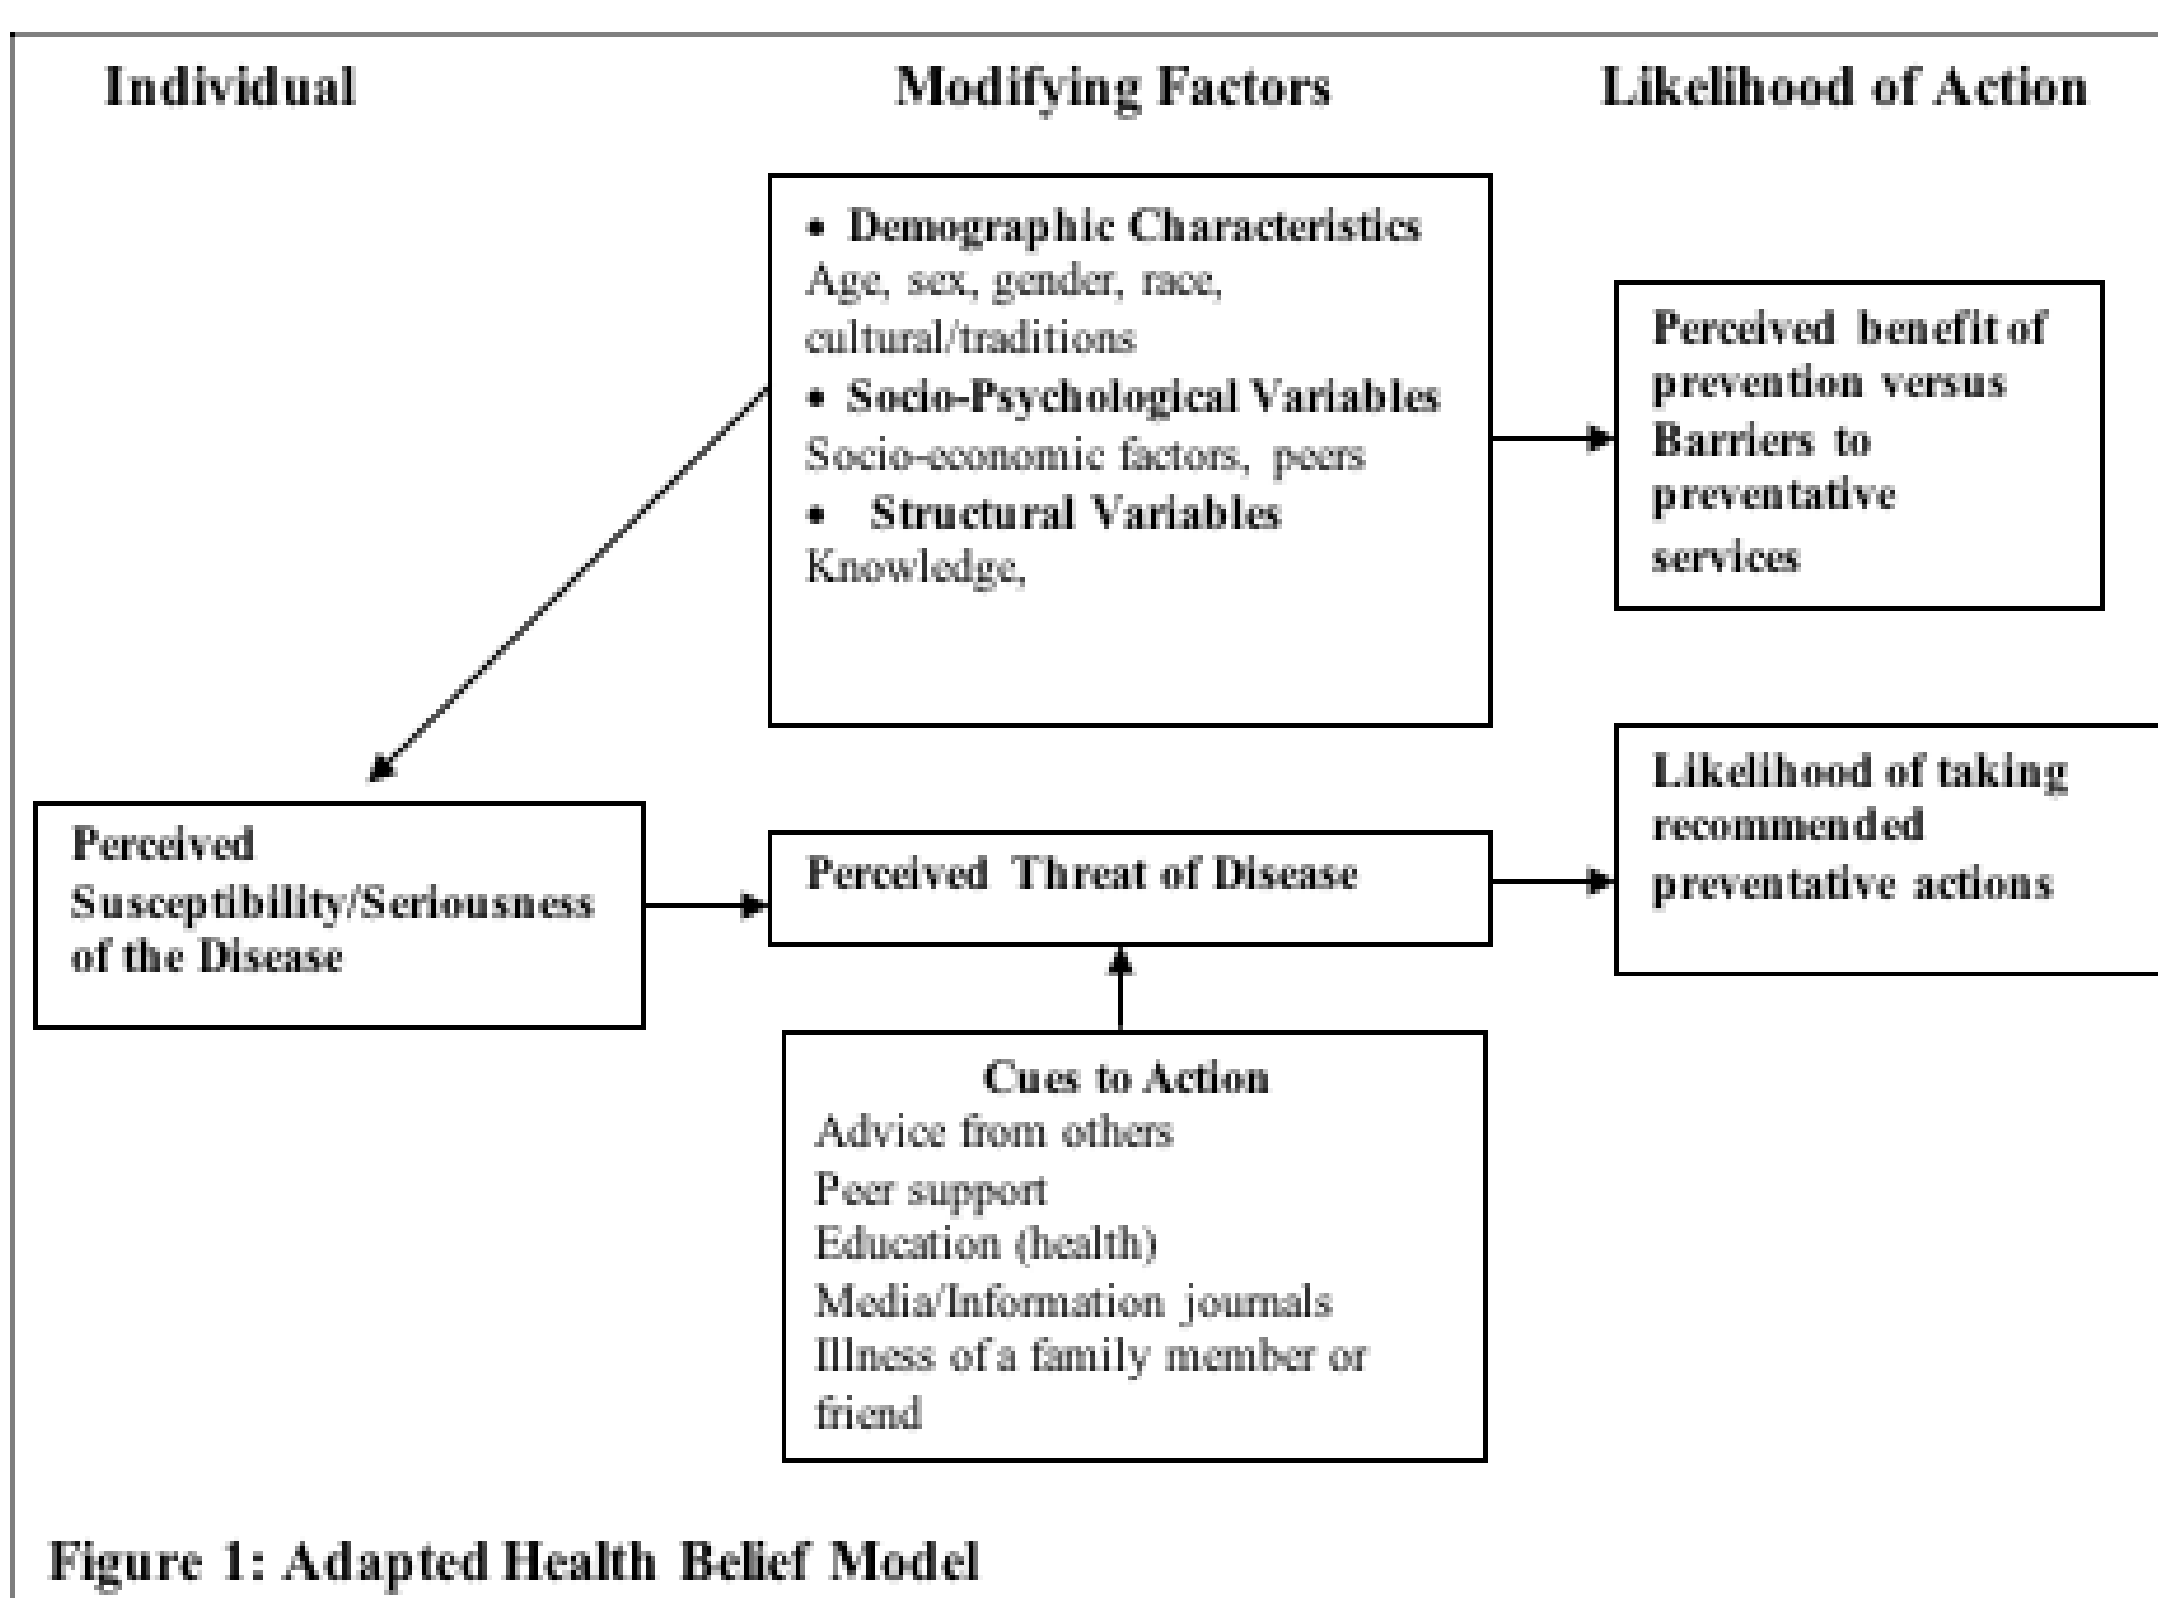 Individual
Modifying Factors
Likelihood of Action
• Demographic Characteristics
Age, sex, gender, race,
cultural/traditions
• Socio-Psychological Variables
Socio-economic factors, peers
• Structural Variables
Knowledge,
Perceived benefit of
prevention versus
Barriers to
preventative
services
Perceived
Susceptibility/Seriousness
of the Disease
Perceived Threat of Disease
Likelihood of taking
recommended
preventative actions
Cues to Action
Advice from others
Peer support
Education (health)
Media/Information journals
Illness of a family member or
friend
Figure 1: Adapted Health Belief Model